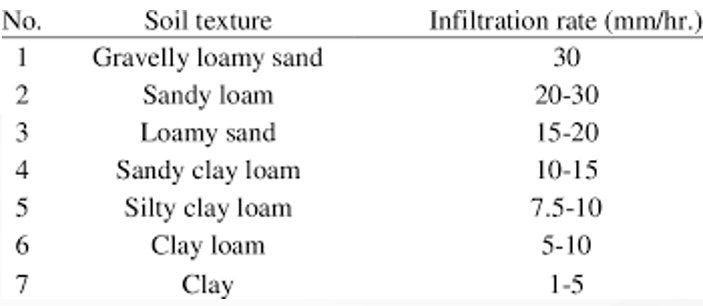 No. Soil texture Infiltration rate (mm/hr.)
1 Gravelly loamy sand 30
2 Sandy loam 20-30
3 Loamy sand 15-20
4 Sandy clay loam 10-15
5 Silty clay loam 7.5-10
6 Clay loam 5-10
7 Clay 1-5